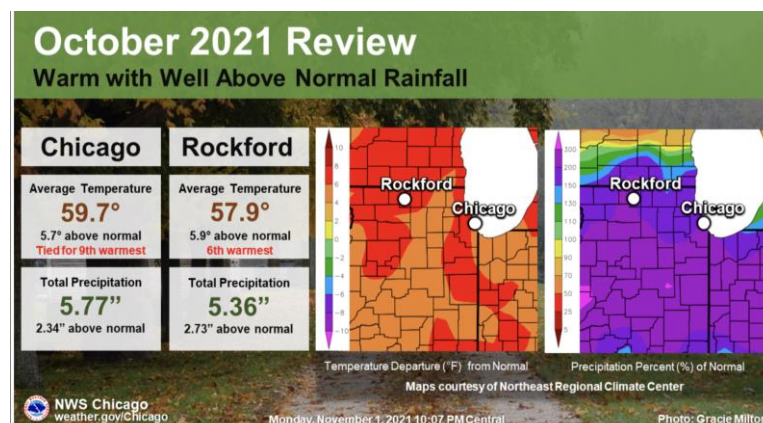 October 2021 Review
Warm with Well Above Normal Rainfall
Chicago
Average Temperature
59.7°
5.7° above normal
Tied for 9th warmest
Total Precipitation
5.77”
2.34” above normal
Rockford
Average Temperature
57.9°
5.9° above normal
6th warmest
Total Precipitation
5.36”
2.73” above normal
10
8
6
4
2
0
-2
-4
-6
-8
-10
Rockford
Chicago
Temperature Departure (°F) from Normal
300
200
150
130
110
100
90
70
50
25
5
Rockford
Chicago
Precipitation Percent (%) of Normal
Maps courtesy of Northeast Regional Climate Center
NWS Chicago
weather.gov/Chicago
Monday, November 1, 2021 10:07 PM Central
Photo: Gracie Milton